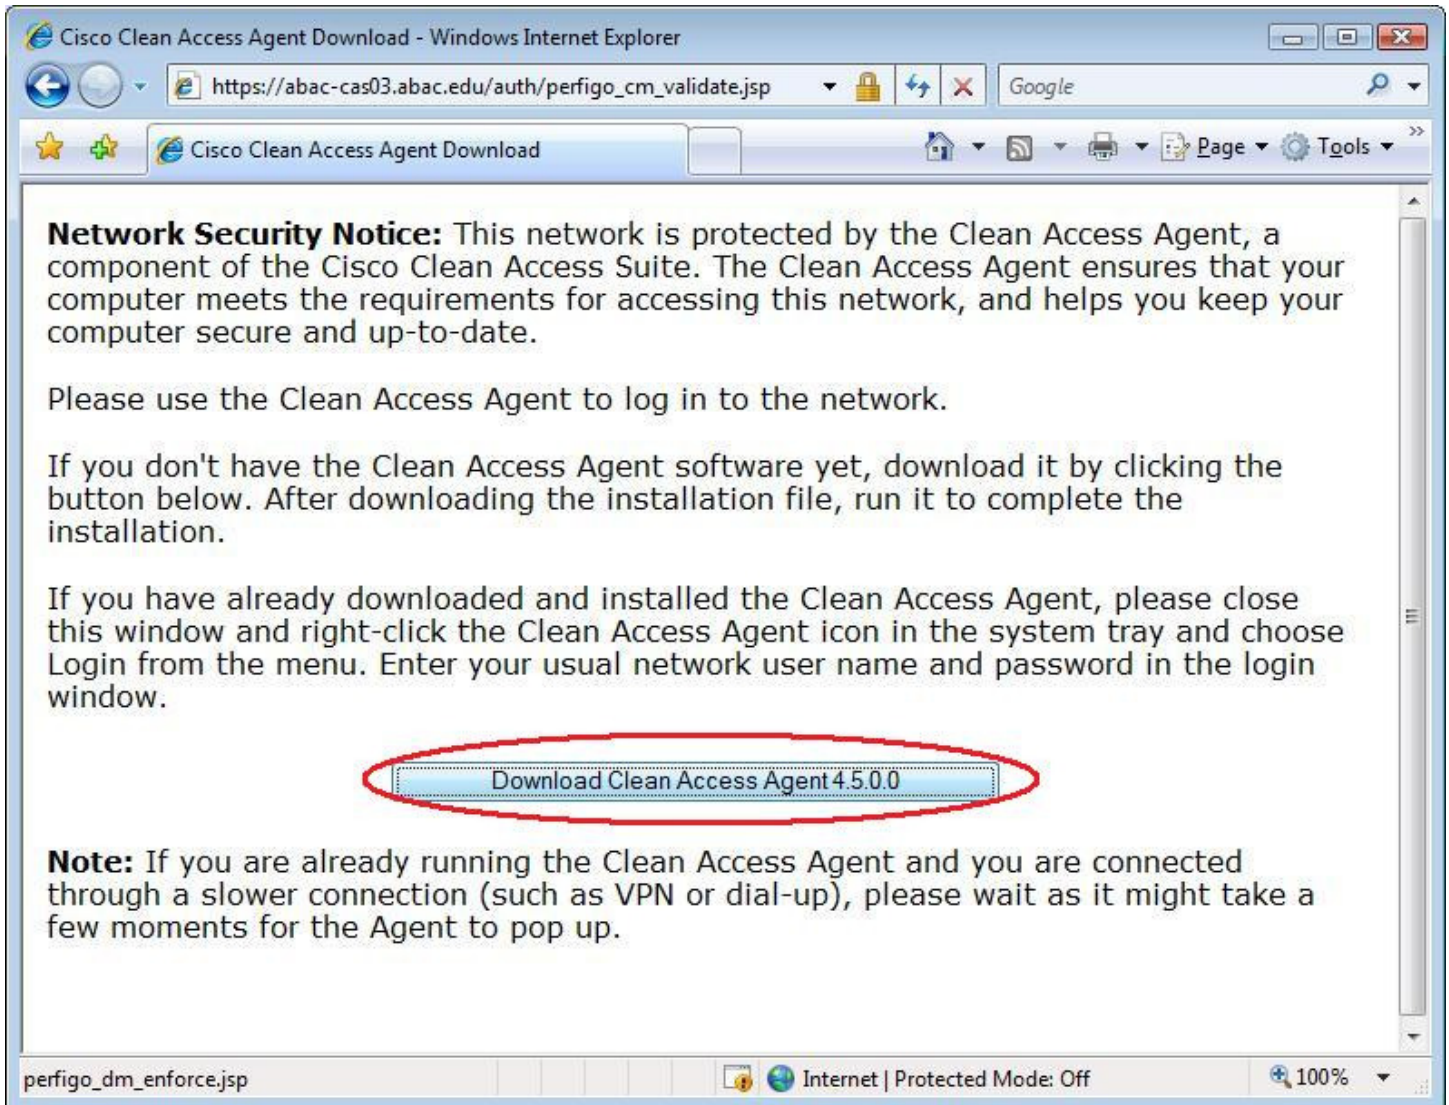 Cisco Clean Access Agent Download - Windows Internet Explorer
https://abac-cas03.abac.edu/auth/perfigo_cm_validate.jsp
Google
Cisco Clean Access Agent Download
Page
Tools
Network Security Notice: This network is protected by the Clean Access Agent, a
component of the Cisco Clean Access Suite. The Clean Access Agent ensures that your
computer meets the requirements for accessing this network, and helps you keep your
computer secure and up-to-date.
Please use the Clean Access Agent to log in to the network.
If you don't have the Clean Access Agent software yet, download it by clicking the
button below. After downloading the installation file, run it to complete the
installation.
If you have already downloaded and installed the Clean Access Agent, please close
this window and right-click the Clean Access Agent icon in the system tray and choose
Login from the menu. Enter your usual network user name and password in the login
window.
Download Clean Access Agent 4.5.0.0
Note: If you are already running the Clean Access Agent and you are connected
through a slower connection (such as VPN or dial-up), please wait as it might take a
few moments for the Agent to pop up.
perfigo_dm_enforce.jsp
Internet | Protected Mode: Off
100%